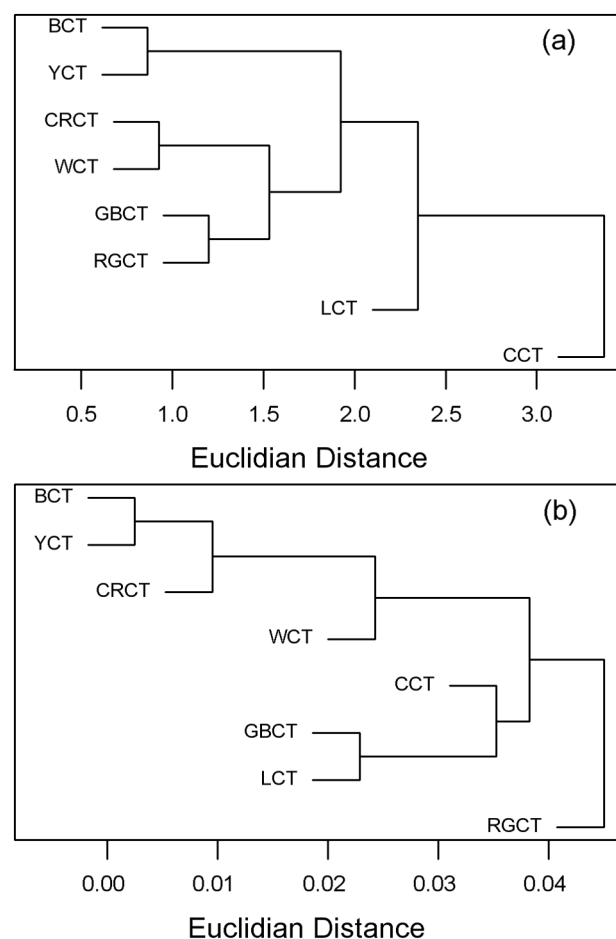 (a)
BCT
YCT
CRCT
WCT
GBCT
RGCT
LCT
CCT
0.5 1.0 1.5 2.0 2.5 3.0
Euclidian Distance
(b)
BCT
YCT
CRCT
WCT
CCT
GBCT
LCT
RGCT
0.00 0.01 0.02 0.03 0.04
Euclidian Distance